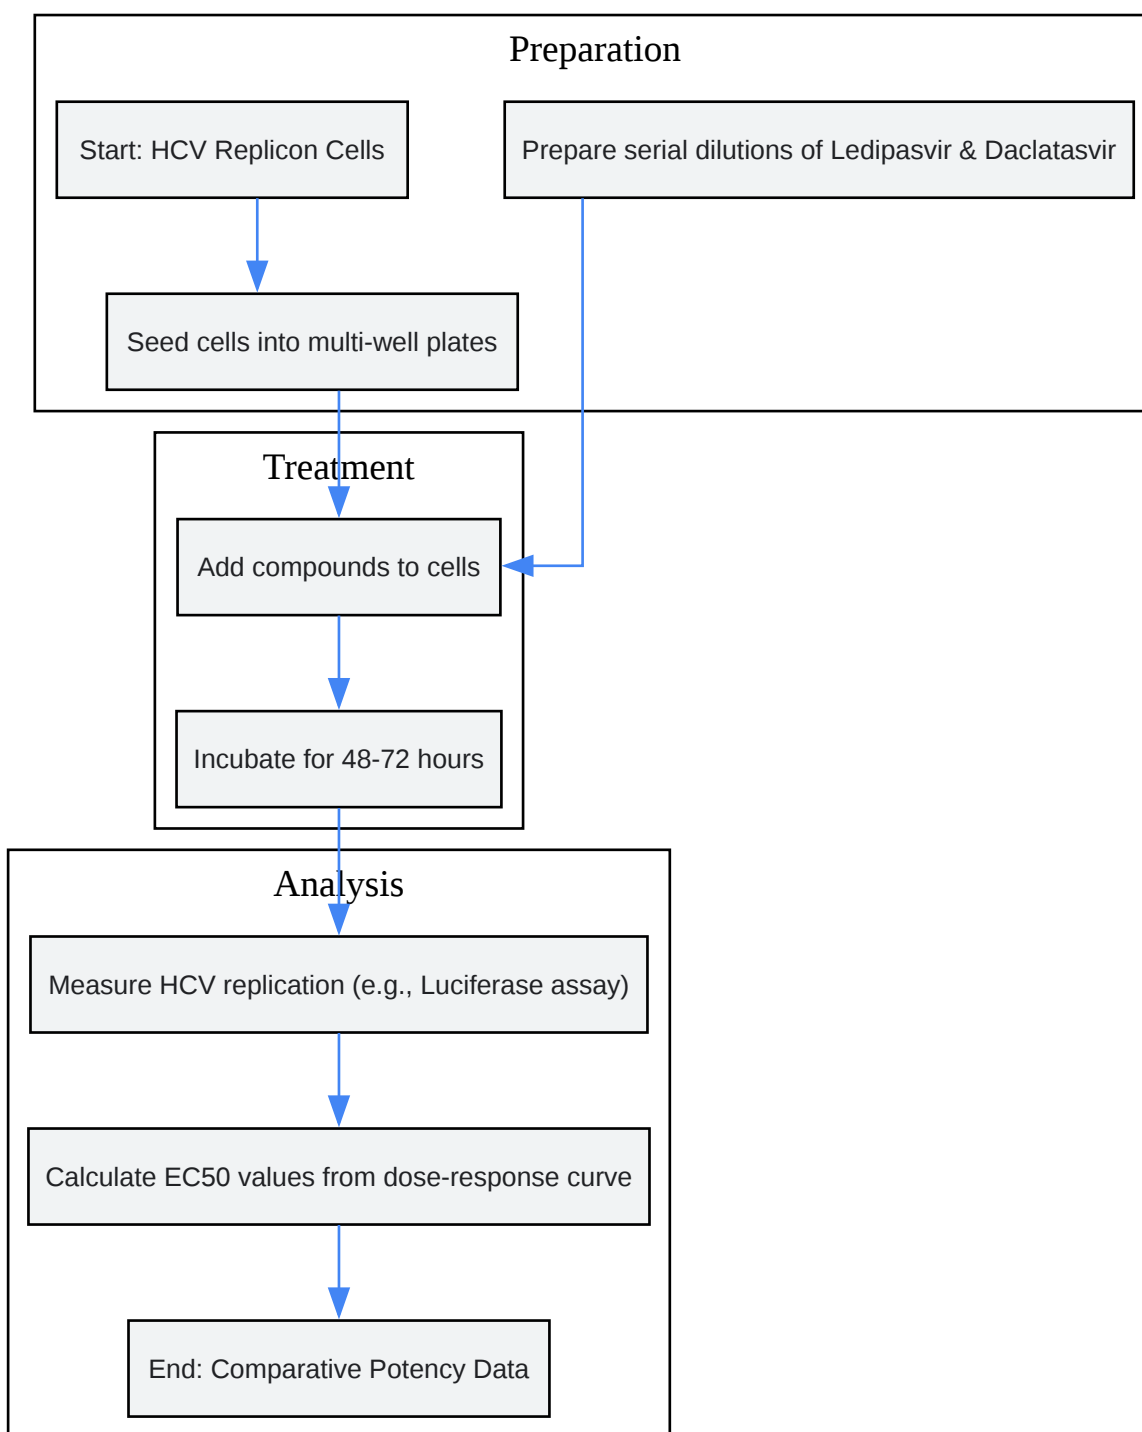 Preparation
Start: HCV Replicon Cells
Prepare serial dilutions of Ledipasvir & Daclatasvir
Seed cells into multi-well plates
Treatment
Add compounds to cells
Incubate for 48-72 hours
Analysis
Measure HCV replication (e.g., Luciferase assay)
Calculate EC50 values from dose-response curve
End: Comparative Potency Data